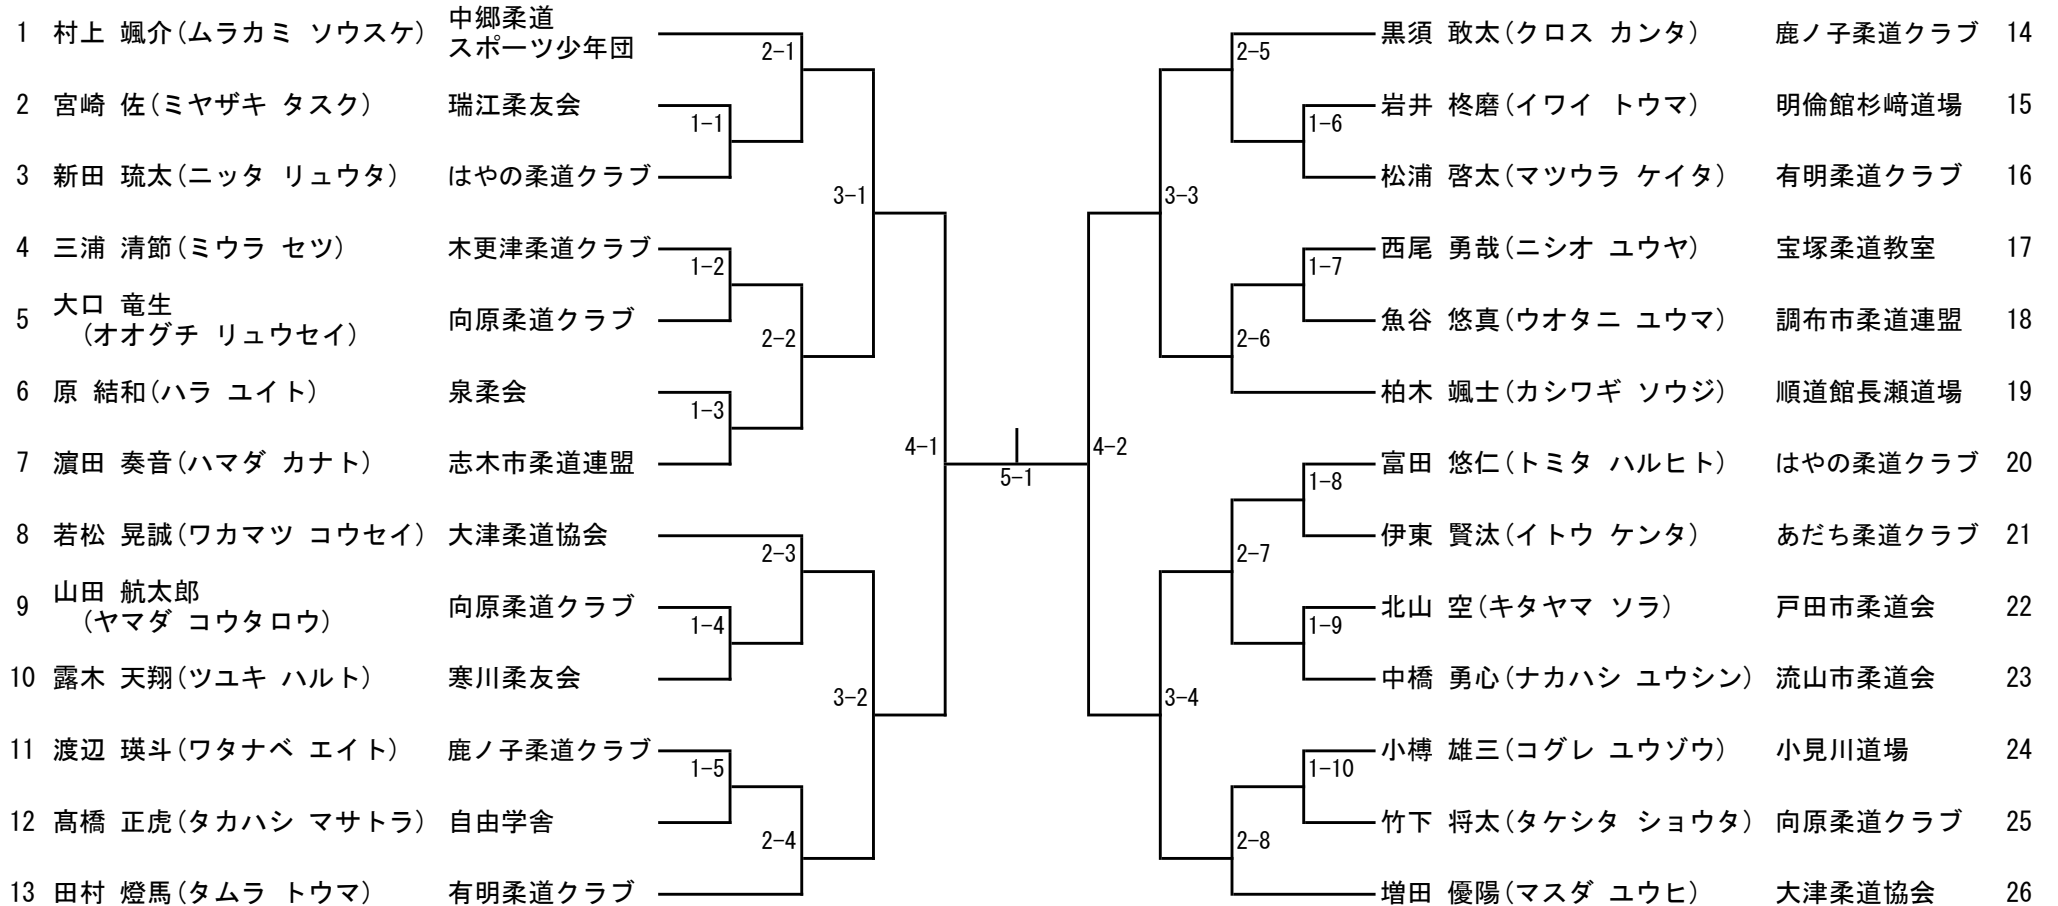 1 村上 颯介(ムラカミ ソウスケ) 中郷柔道
スポーツ少年団
2 宮崎 佐(ミヤザキ タスク) 瑞江柔友会
3 新田 琉太(ニッタ リュウタ) はやの柔道クラブ
4 三浦 清節(ミウラ セツ) 木更津柔道クラブ
5 大口 竜生
(オオグチ リュウセイ) 向原柔道クラブ
6 原 結和(ハラ ユイト) 泉柔会
7 濵田 奏音(ハマダ カナト) 志木市柔道連盟
8 若松 晃誠(ワカマツ コウセイ) 大津柔道協会
9 山田 航太郎
(ヤマダ コウタロウ) 向原柔道クラブ
10 露木 天翔(ツユキ ハルト) 寒川柔友会
11 渡辺 瑛斗(ワタナベ エイト) 鹿ノ子柔道クラブ
12 髙橋 正虎(タカハシ マサトラ) 自由学舎
13 田村 燈馬(タムラ トウマ) 有明柔道クラブ
2-1
1-1
3-1
1-2
2-2
1-3
4-1
2-3
1-4
3-2
1-5
2-4
5-1
2-5
1-6
3-3
1-7
2-6
4-2
1-8
2-7
1-9
3-4
1-10
2-8
黒須 敢太(クロス カンタ) 鹿ノ子柔道クラブ 14
岩井 柊磨(イワイ トウマ) 明倫館杉﨑道場 15
松浦 啓太(マツウラ ケイタ) 有明柔道クラブ 16
西尾 勇哉(ニシオ ユウヤ) 宝塚柔道教室 17
魚谷 悠真(ウオタニ ユウマ) 調布市柔道連盟 18
柏木 颯士(カシワギ ソウジ) 順道館長瀬道場 19
富田 悠仁(トミタ ハルヒト) はやの柔道クラブ 20
伊東 賢汰(イトウ ケンタ) あだち柔道クラブ 21
北山 空(キタヤマ ソラ) 戸田市柔道会 22
中橋 勇心(ナカハシ ユウシン) 流山市柔道会 23
小榑 雄三(コグレ ユウゾウ) 小見川道場 24
竹下 将太(タケシタ ショウタ) 向原柔道クラブ 25
増田 優陽(マスダ ユウヒ) 大津柔道協会 26